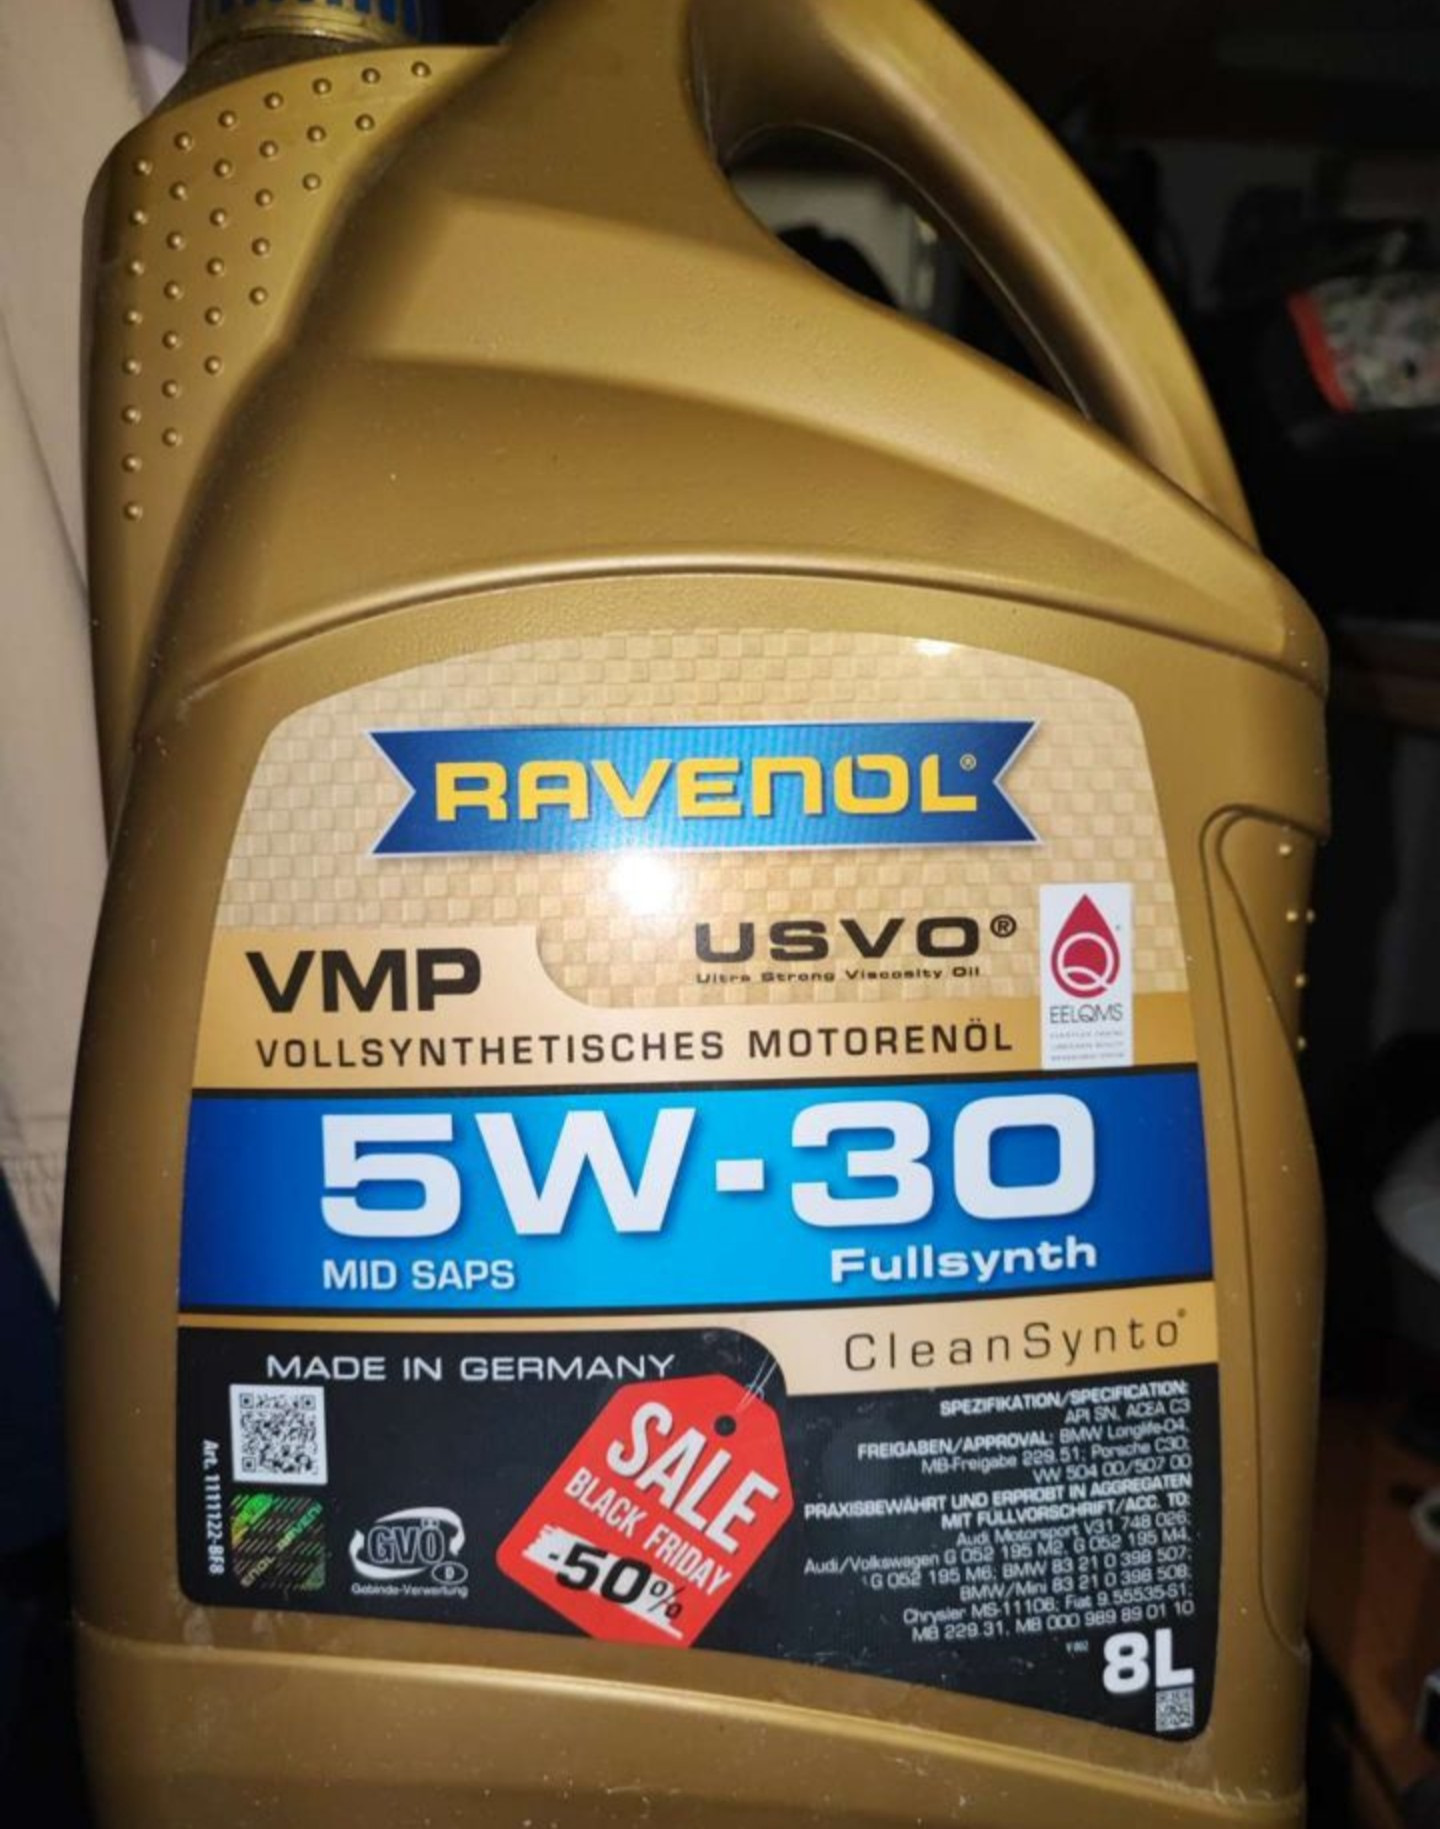 RAVENOL®
USVO®
Ultra Strong Viscosity Oil
VMP
VOLLSYNTHETISCHES MOTORENÖL
EELQMS
5W-30
MID SAPS
Fullsynth
CleanSynto®
MADE IN GERMANY
Art. 1111122-BF8
GVÖ
D
Gebinde-Verwertung
SALE
BLACK FRIDAY
-50%
SPEZIFIKATION/SPECIFICATION:
API SN, ACEA C3
FREIGABEN/APPROVAL: BMW Longlife-04,
MB-Freigabe 229.51; Porsche C30;
VW 504 00/507 00
PRAXISBEWÄHRT UND ERPROBT IN AGGREGATEN
MIT FÜLLVORSCHRIFT/ACC. TO:
Audi Motorsport V31 748 026;
Audi/Volkswagen G 052 195 M2, G 052 195 M4,
G 052 195 M6; BMW 83 21 0 398 507;
BMW/Mini 83 21 0 398 508;
Chrysler MS-11106; Fiat 9.55535-S1;
MB 229.31, MB 000 989 89 01 10
8L